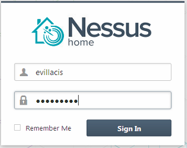 Nessus
home
evillacis
•••••••••
Remember Me
Sign In